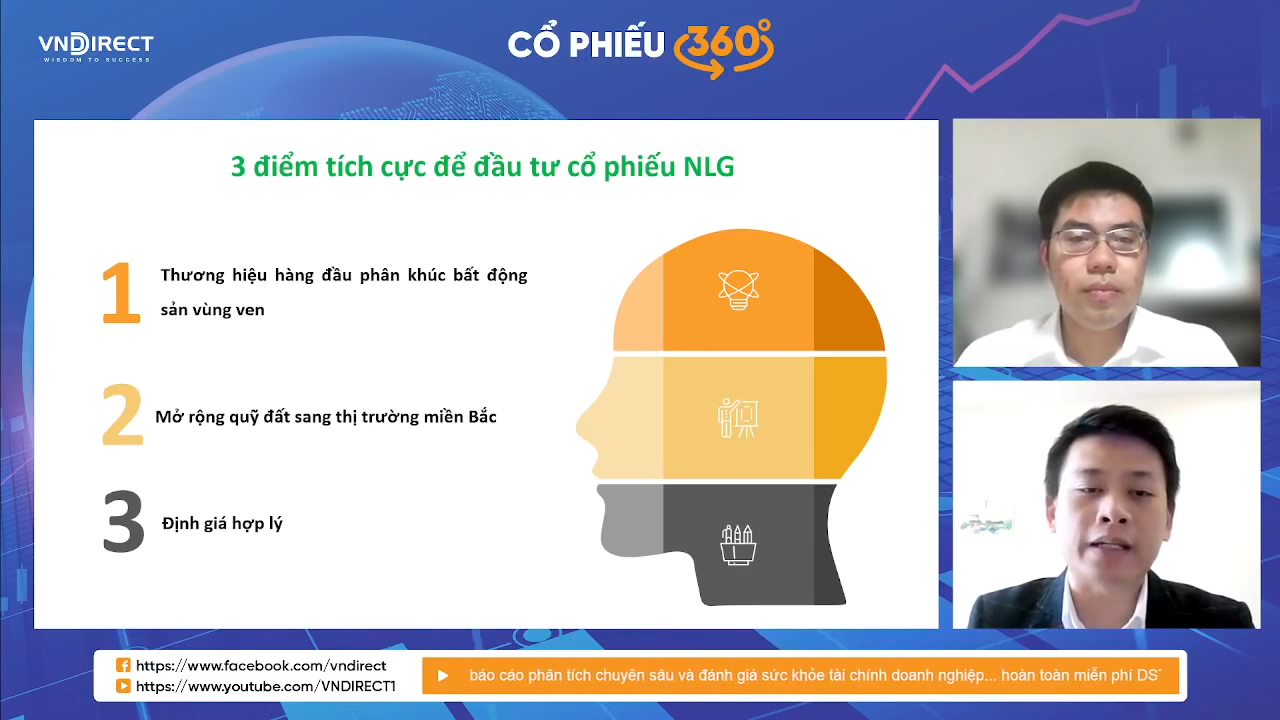 VNDIRECT
WISDOM TO SUCCESS
CỔ PHIẾU 360°
3 điểm tích cực để đầu tư cổ phiếu NLG
1
Thương hiệu hàng đầu phân khúc bất động
sản vùng ven
2
Mở rộng quỹ đất sang thị trường miền Bắc
3
Định giá hợp lý
https://www.facebook.com/vndirect
https://www.youtube.com/VNDIRECT1
báo cáo phân tích chuyên sâu và đánh giá sức khỏe tài chính doanh nghiệp... hoàn toàn miễn phí